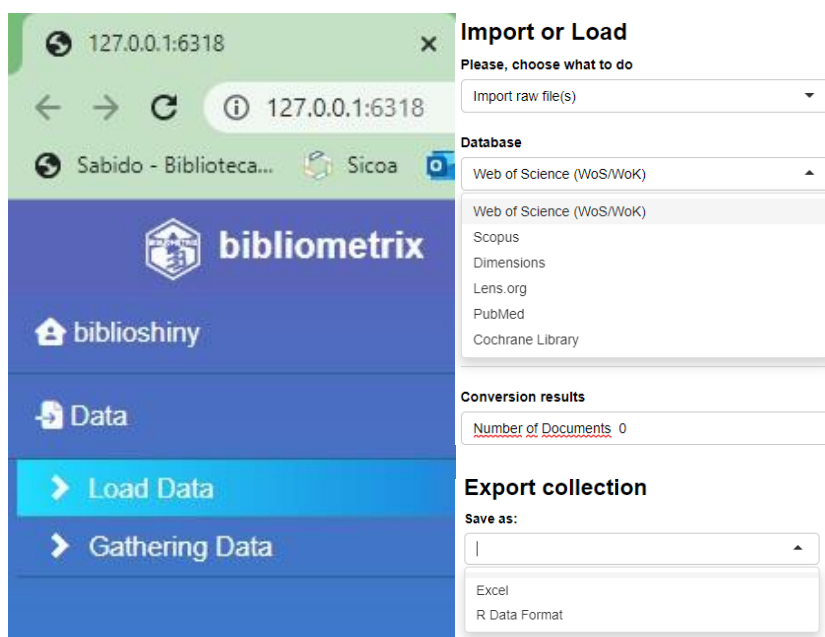 127.0.0.1:6318
127.0.0.1:6318
Sabido - Biblioteca... Sicoa
bibliometrix
biblioshiny
Data
Load Data
Gathering Data
Import or Load
Please, choose what to do
Import raw file(s)
Database
Web of Science (WoS/WoK)
Web of Science (WoS/WoK)
Scopus
Dimensions
Lens.org
PubMed
Cochrane Library
Conversion results
Number of Documents 0
Export collection
Save as:
Excel
R Data Format